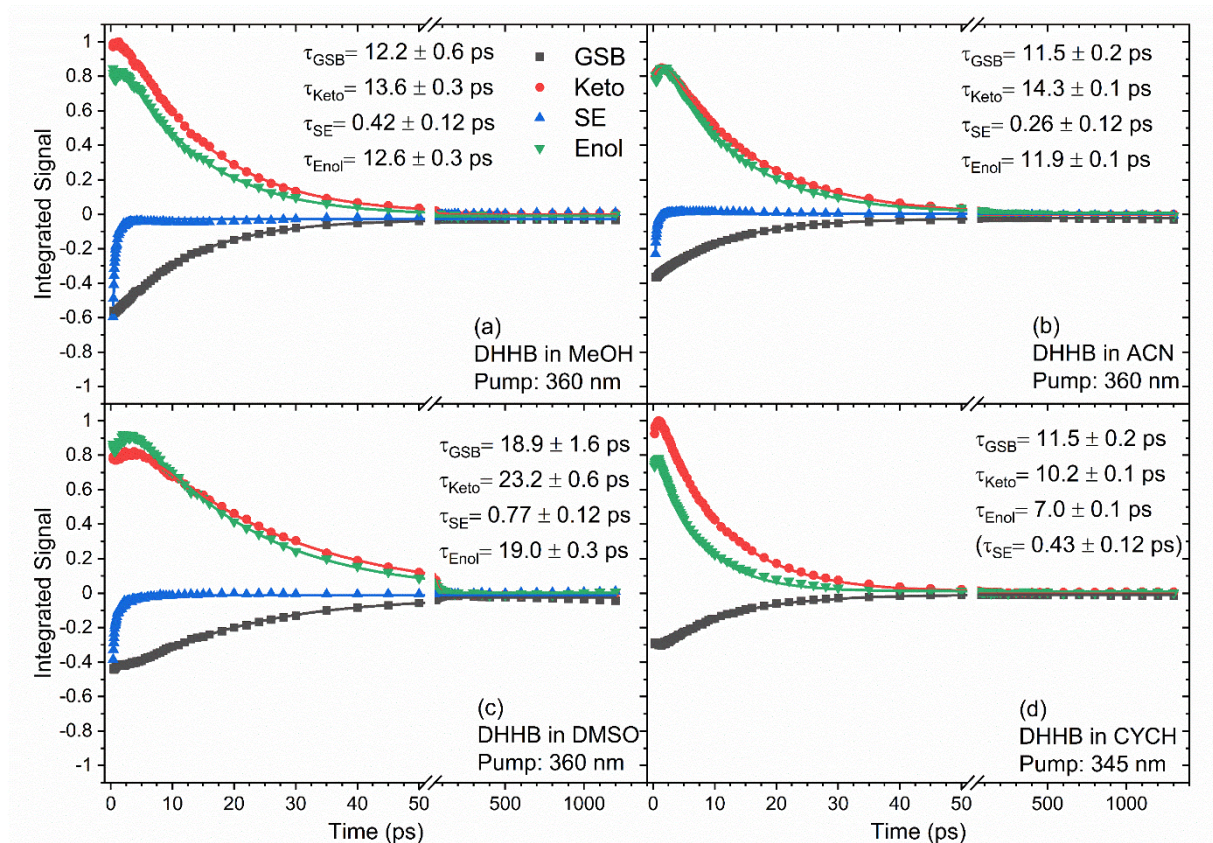 Integrated Signal
1
0.8
0.6
0.4
0.2
0
-0.2
-0.4
-0.6
-0.8
-1
τGSB= 12.2 ± 0.6 ps
τKeto= 13.6 ± 0.3 ps
τSE= 0.42 ± 0.12 ps
τEnol= 12.6 ± 0.3 ps
GSB
Keto
SE
Enol
(a)
DHHB in MeOH
Pump: 360 nm
τGSB= 11.5 ± 0.2 ps
τKeto= 14.3 ± 0.1 ps
τSE= 0.26 ± 0.12 ps
τEnol= 11.9 ± 0.1 ps
(b)
DHHB in ACN
Pump: 360 nm
Integrated Signal
1
0.8
0.6
0.4
0.2
0
-0.2
-0.4
-0.6
-0.8
-1
τGSB= 18.9 ± 1.6 ps
τKeto= 23.2 ± 0.6 ps
τSE= 0.77 ± 0.12 ps
τEnol= 19.0 ± 0.3 ps
(c)
DHHB in DMSO
Pump: 360 nm
τGSB= 11.5 ± 0.2 ps
τKeto= 10.2 ± 0.1 ps
τEnol= 7.0 ± 0.1 ps
(τSE= 0.43 ± 0.12 ps)
(d)
DHHB in CYCH
Pump: 345 nm
0 10 20 30 40 50 500 1000
0 10 20 30 40 50 500 1000
Time (ps)
Time (ps)